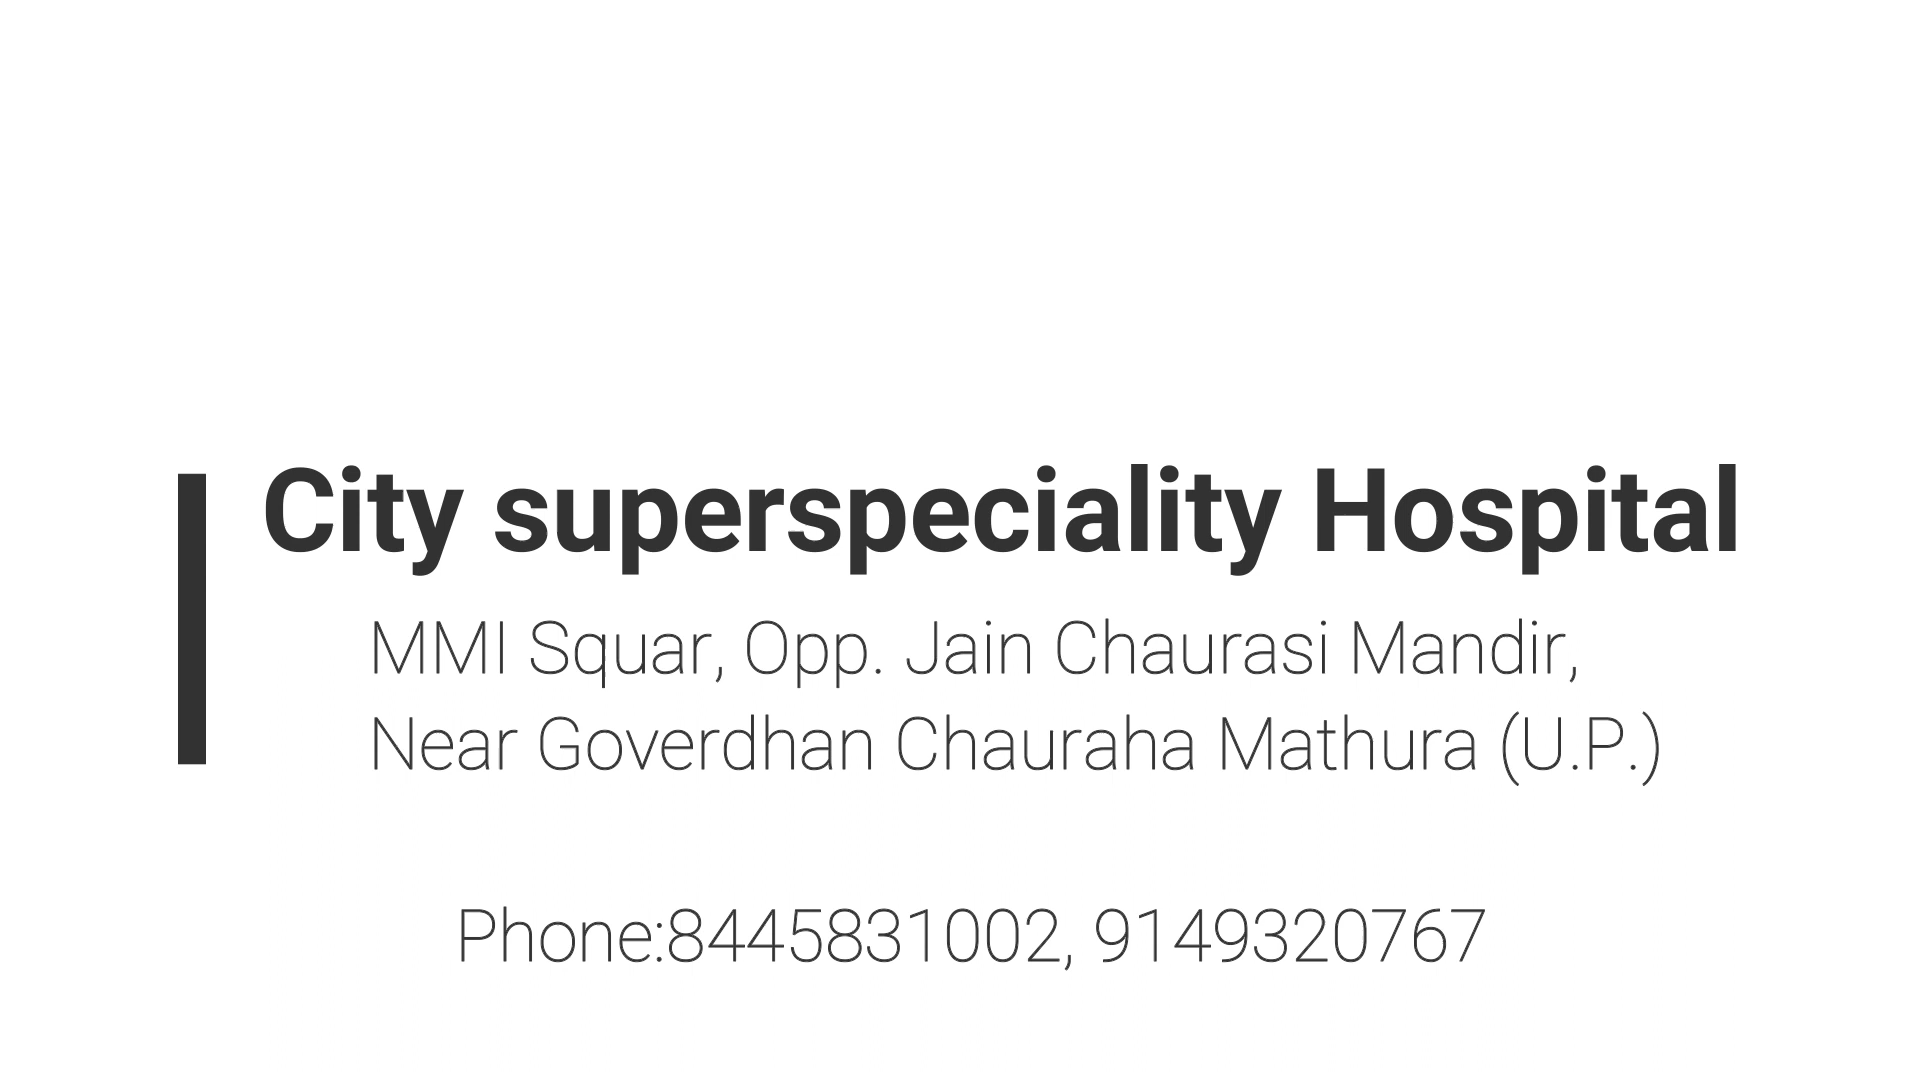 City superspeciality Hospital
MMI Squar, Opp. Jain Chaurasi Mandir,
Near Goverdhan Chauraha Mathura (U.P.)
Phone:8445831002, 9149320767